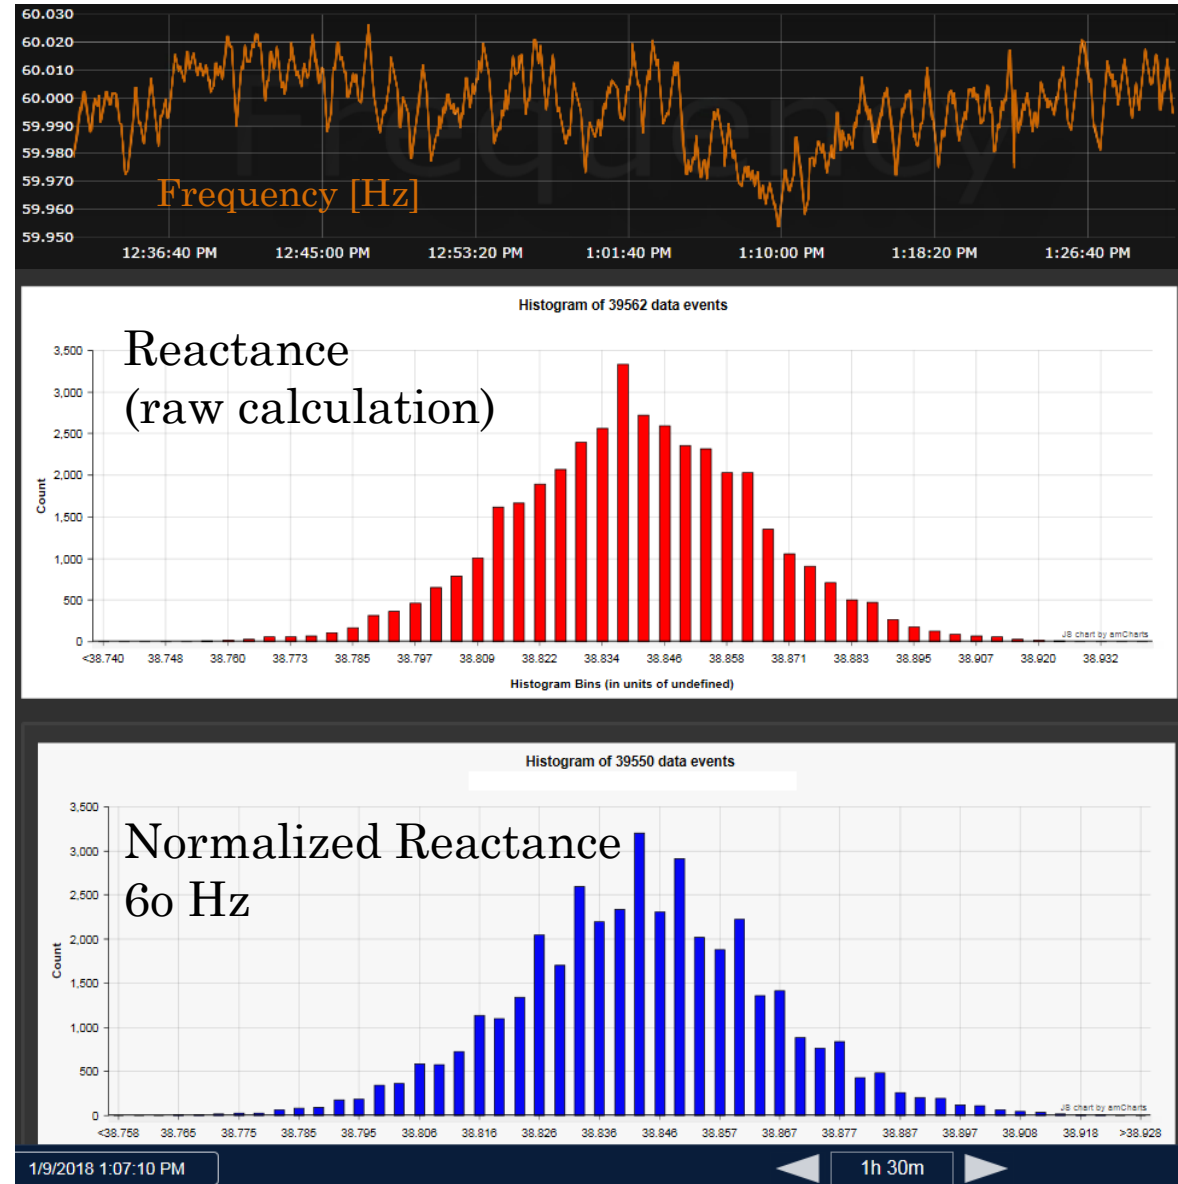 60.030
60.020
60.010
60.000
59.990
59.980
59.970
59.960
59.950
Frequency
Frequency [Hz]
12:36:40 PM 12:45:00 PM 12:53:20 PM 1:01:40 PM 1:10:00 PM 1:18:20 PM 1:26:40 PM
Histogram of 39562 data events
Reactance
(raw calculation)
3,500
3,000
2,500
2,000
1,500
1,000
500
0
Count
JS chart by amCharts
<38.740 38.748 38.760 38.773 38.785 38.797 38.809 38.822 38.834 38.846 38.858 38.871 38.883 38.895 38.907 38.920 38.932
Histogram Bins (in units of undefined)
Histogram of 39550 data events
Normalized Reactance
60 Hz
3,500
3,000
2,500
2,000
1,500
1,000
500
0
Count
JS chart by amCharts
<38.758 38.765 38.775 38.785 38.795 38.806 38.816 38.826 38.836 38.846 38.857 38.867 38.877 38.887 38.897 38.908 38.918 >38.928
1/9/2018 1:07:10 PM
1h 30m